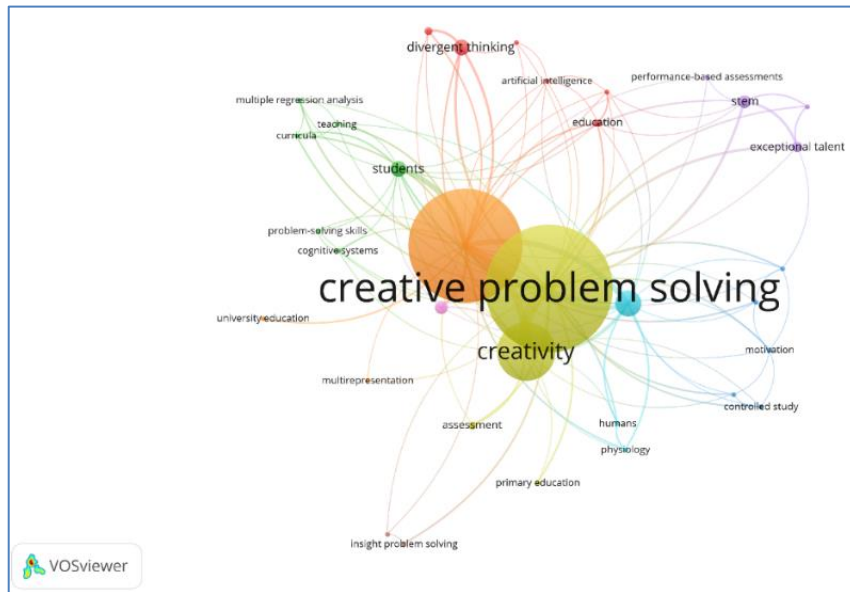 divergent thinking
artificial intelligence
performance-based assessments
stem
multiple regression analysis
teaching
curricula
education
exceptional talent
students
problem-solving skills
cognitive systems
creative problem solving
university education
creativity
motivation
multirepresentation
controlled study
assessment
humans
physiology
primary education
insight problem solving
VOSviewer